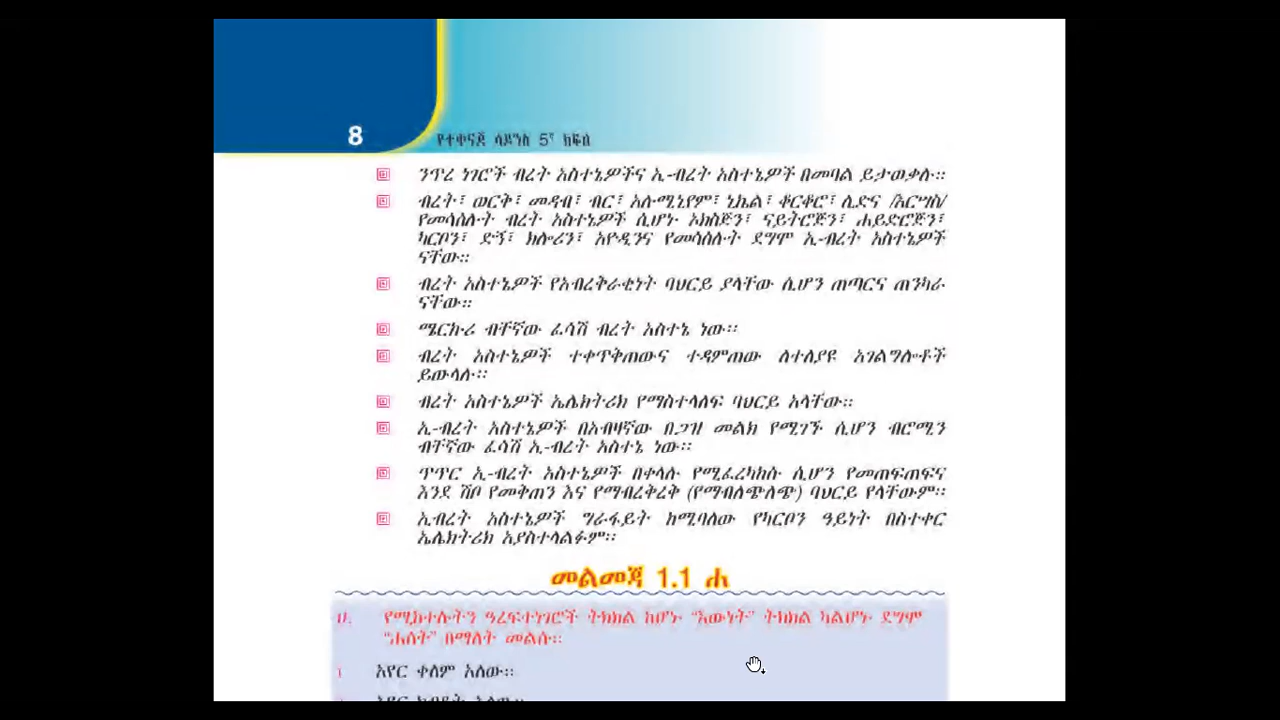 8
የተቀናጀ ሳይንስ 5ኛ ክፍል
ንጥረ ነገሮች ብረት አስተኔዎችና ኢ-ብረት አስተኔዎች በመባል ይታወቃሉ።
ብረት፣ ወርቅ፣ መዳብ፣ ብር፣ አሉሚኒየም፣ ኒኬል፣ ቆርቆሮ፣ ሊድና /እርሣስ/
የመሳሰሉት ብረት አስተኔዎች ሲሆኑ ኦክስጅን፣ ናይትሮጅን፣ ሐይድሮጅን፣
ካርቦን፣ ድኝ፣ ክሎሪን፣ አዮዲንና የመሳሰሉት ደግሞ ኢ-ብረት አስተኔዎች
ናቸው።
ብረት አስተኔዎች የአብረቅራቂነት ባህርይ ያላቸው ሲሆን ጠጣርና ጠንካራ
ናቸው።
ሜርኩሪ ብቸኛው ፈሳሽ ብረት አስተኔ ነው።
ብረት አስተኔዎች ተቀጥቅጠውና ተዳምጠው ለተለያዩ አገልግሎቶች
ይውላሉ።
ብረት አስተኔዎች ኤሌክትሪክ የማስተላለፍ ባህርይ አላቸው።
ኢ-ብረት አስተኔዎች በአብዛኛው በጋዝ መልክ የሚገኙ ሲሆን ብሮሚን
ብቸኛው ፈሳሽ ኢ-ብረት አስተኔ ነው።
ጥጥር ኢ-ብረት አስተኔዎች በቀላሉ የሚፈረካከሱ ሲሆን የመጠፍጠፍና
እንደ ሽቦ የመቅጠን እና የማብረቅረቅ (የማብለጭለጭ) ባህርይ የላቸውም።
ኢብረት አስተኔዎች ግራፋይት ከሚባለው የካርቦን ዓይነት በስተቀር
ኤሌክትሪክ አያስተላልፉም።
መልመጃ 1.1 ሐ
ሀ. የሚከተሉትን ዓረፍተነገሮች ትክክል ከሆኑ “እውነት” ትክክል ካልሆኑ ደግሞ
“ሐሰት” በማለት መልሱ።
1 አየር ቀለም አለው።